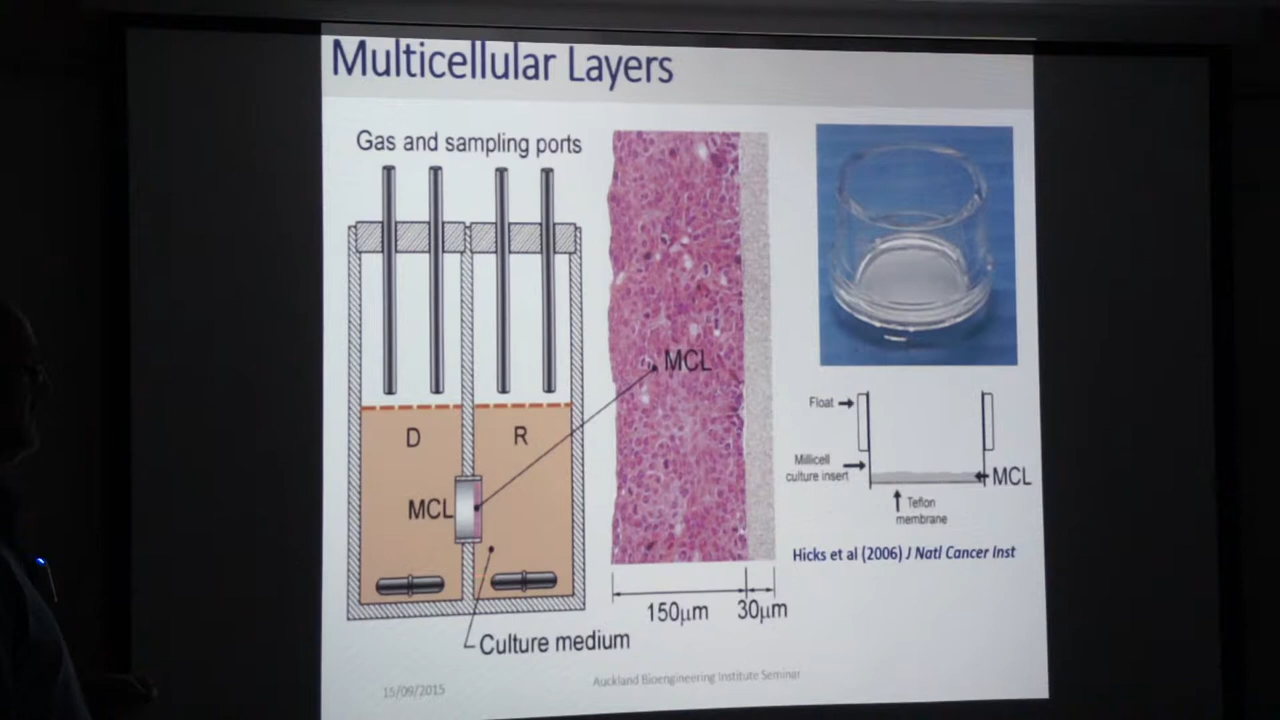 Multicellular Layers
Gas and sampling ports
D
R
MCL
Culture medium
MCL
150μm
30μm
Float
Millicell
culture insert
MCL
Teflon
membrane
Hicks et al (2006) J Natl Cancer Inst
15/09/2015
Auckland Bioengineering Institute Seminar